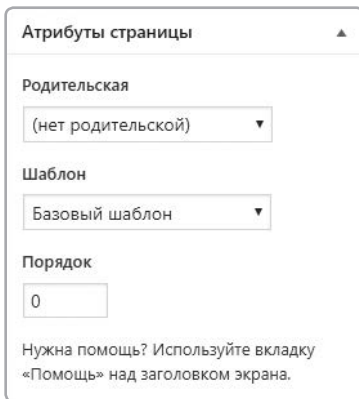 Атрибуты страницы
Родительская
(нет родительской)
Шаблон
Базовый шаблон
Порядок
0
Нужна помощь? Используйте вкладку
«Помощь» над заголовком экрана.